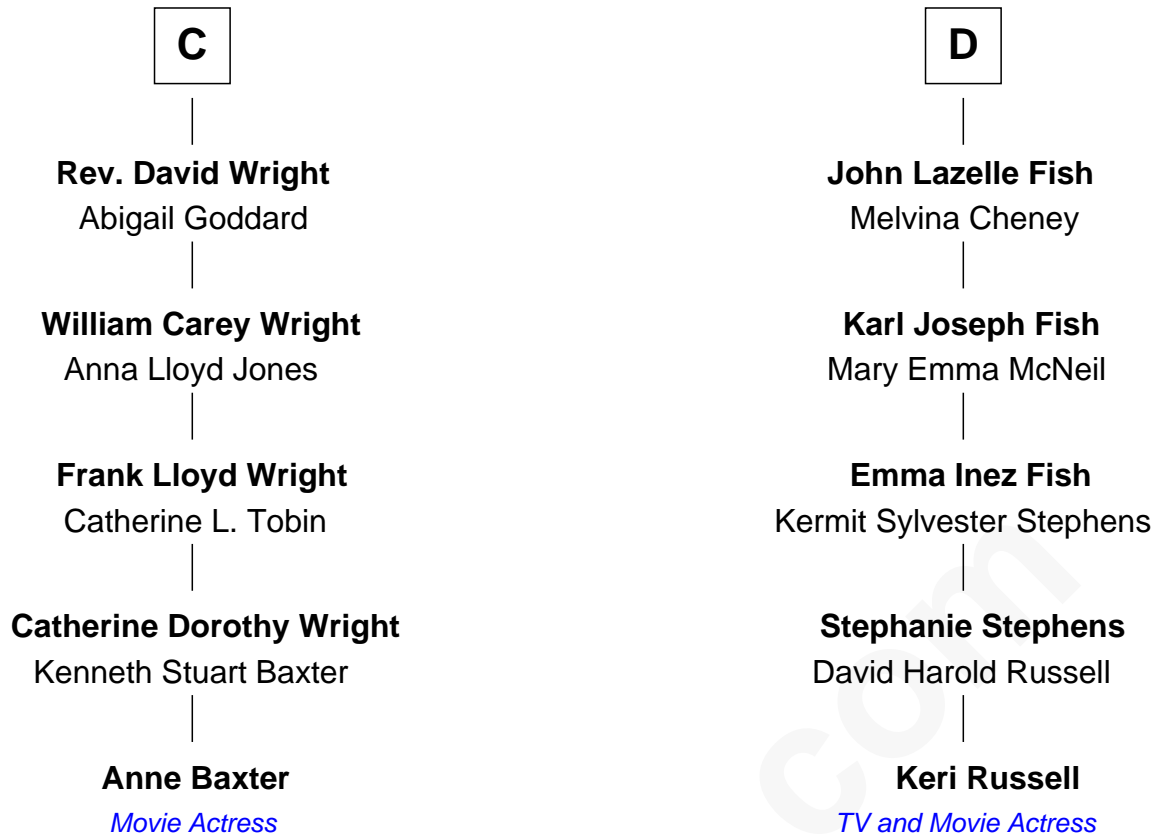 C
Rev. David Wright
Abigail Goddard
William Carey Wright
Anna Lloyd Jones
Frank Lloyd Wright
Catherine L. Tobin
Catherine Dorothy Wright
Kenneth Stuart Baxter
Anne Baxter
Movie Actress
D
John Lazelle Fish
Melvina Cheney
Karl Joseph Fish
Mary Emma McNeil
Emma Inez Fish
Kermit Sylvester Stephens
Stephanie Stephens
David Harold Russell
Keri Russell
TV and Movie Actress
com